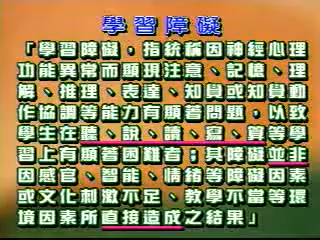 學習障礙
「學習障礙，指統稱因神經心理
功能異常而顯現注意、記憶、理
解、推理、表達、知覺或知覺動
作協調等能力有顯著問題，以致
學生在聽、說、讀、寫、算等學
習上有顯著困難者；其障礙並非
因感官、智能、情緒等障礙因素
或文化刺激不足、教學不當等環
境因素所直接造成之結果」